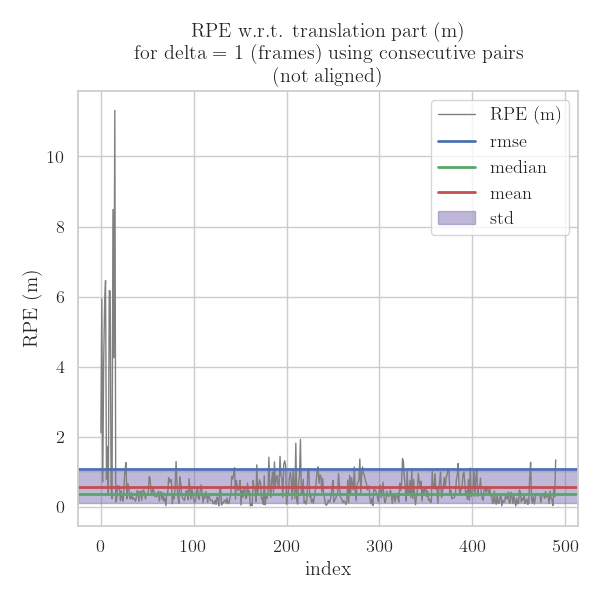 RPE w.r.t. translation part (m)
for delta = 1 (frames) using consecutive pairs
(not aligned)
RPE (m)
rmse
median
mean
std
10
8
6
4
2
0
RPE (m)
0 100 200 300 400 500
index